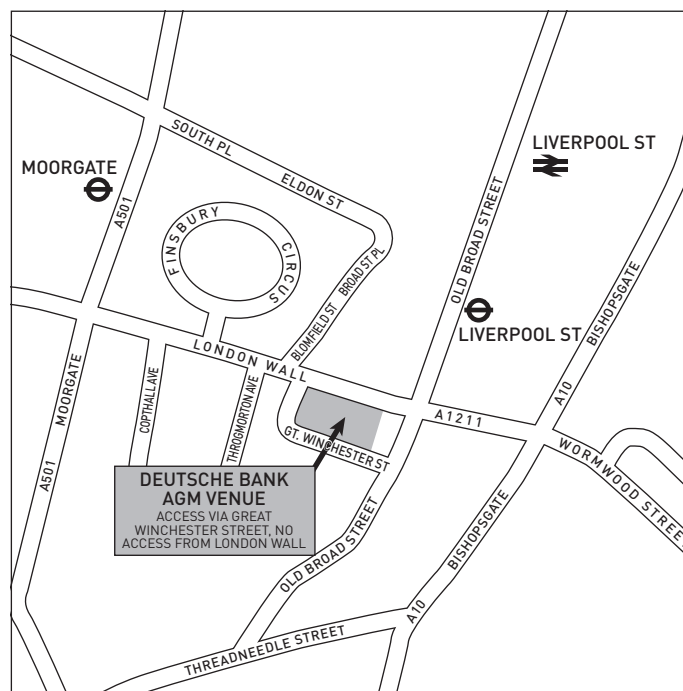 SOUTH PL
ELDON ST
LIVERPOOL ST
MOORGATE
A501
FINSBURY
CIRCUS
BROAD ST PL
BLOMFIELD ST
OLD BROAD STREET
LIVERPOOL ST
BISHOPSGATE
LONDON WALL
MOORGATE
COPTHALL AVE
THROGMORTON AVE
A10
A1211
GT. WINCHESTER ST
WORMWOOD STREET
A501
DEUTSCHE BANK
AGM VENUE
ACCESS VIA GREAT
WINCHESTER STREET, NO
ACCESS FROM LONDON WALL
OLD BROAD STREET
BISHOPSGATE
A10
THREADNEEDLE STREET